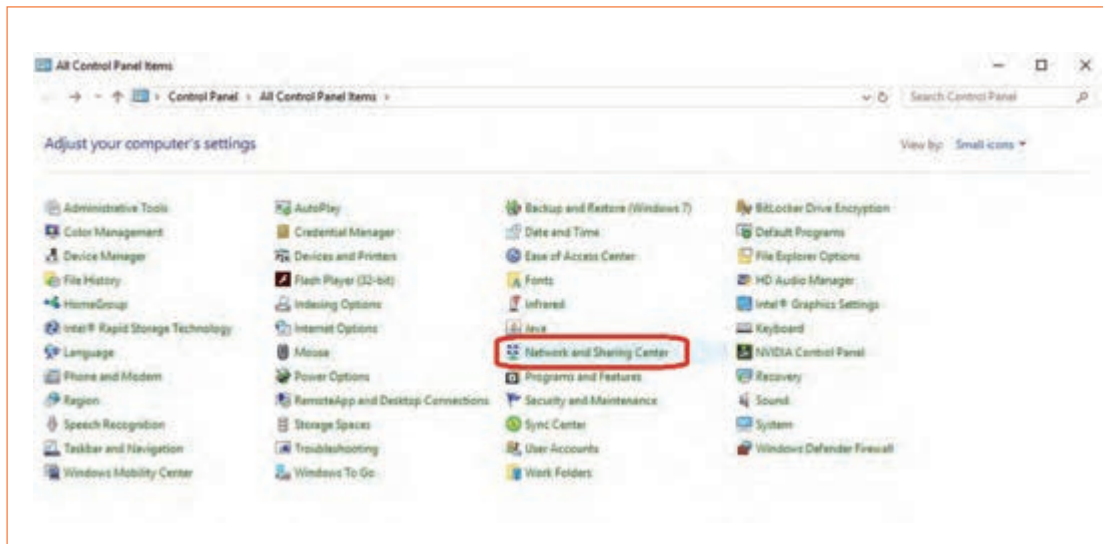 All Control Panel Items
Control Panel › All Control Panel Items ›
Search Control Panel
Adjust your computer's settings
View by: Small icons
Administrative Tools AutoPlay Backup and Restore (Windows 7) BitLocker Drive Encryption
Color Management Credential Manager Date and Time Default Programs
Device Manager Devices and Printers Ease of Access Center File Explorer Options
File History Flash Player (32-bit) Fonts HD Audio Manager
HomeGroup Indexing Options Infrared Intel® Graphics Settings
Intel® Rapid Storage Technology Internet Options Java Keyboard
Language Mouse Network and Sharing Center NVIDIA Control Panel
Phone and Modem Power Options Programs and Features Recovery
Region RemoteApp and Desktop Connections Security and Maintenance Sound
Speech Recognition Storage Spaces Sync Center System
Taskbar and Navigation Troubleshooting User Accounts Windows Defender Firewall
Windows Mobility Center Windows To Go Work Folders